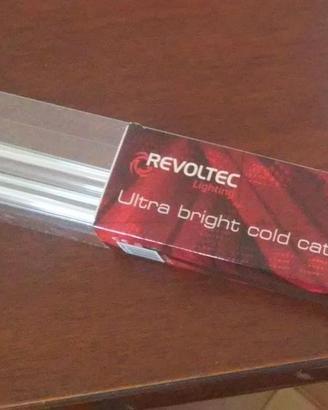 REVOLTEC
Lighting
Ultra bright cold cat